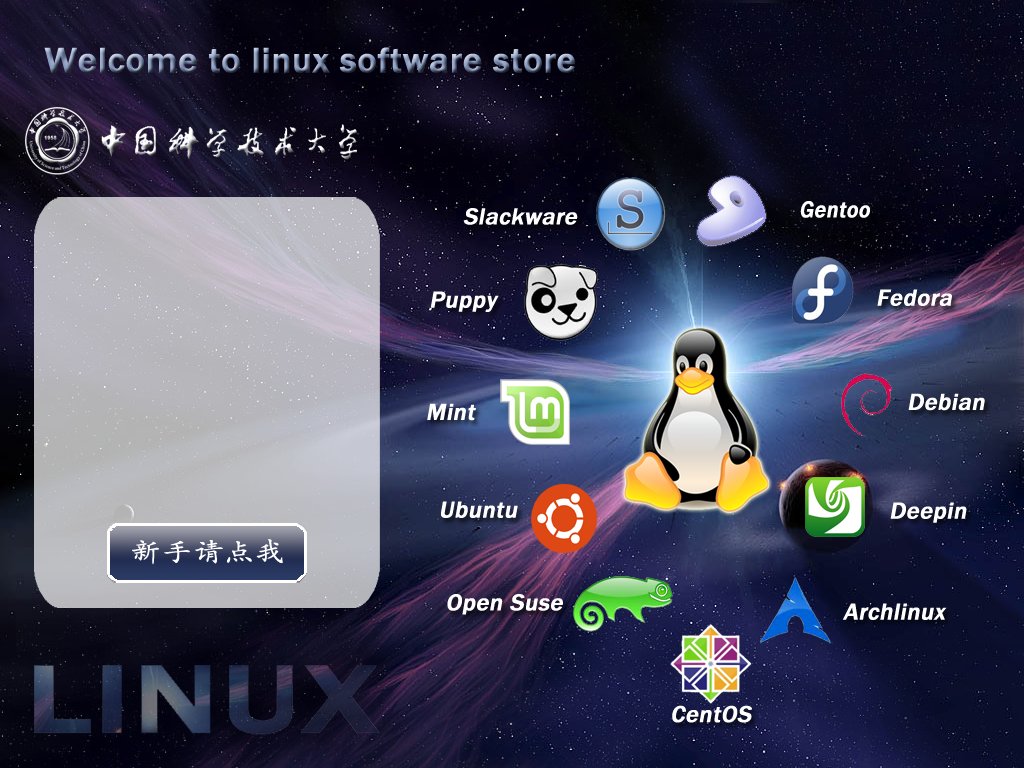 Welcome to linux software store
中国科学技术大学
1958
Slackware
Gentoo
Puppy
Fedora
Mint
Debian
Ubuntu
Deepin
新手请点我
Open Suse
Archlinux
CentOS
LINUX